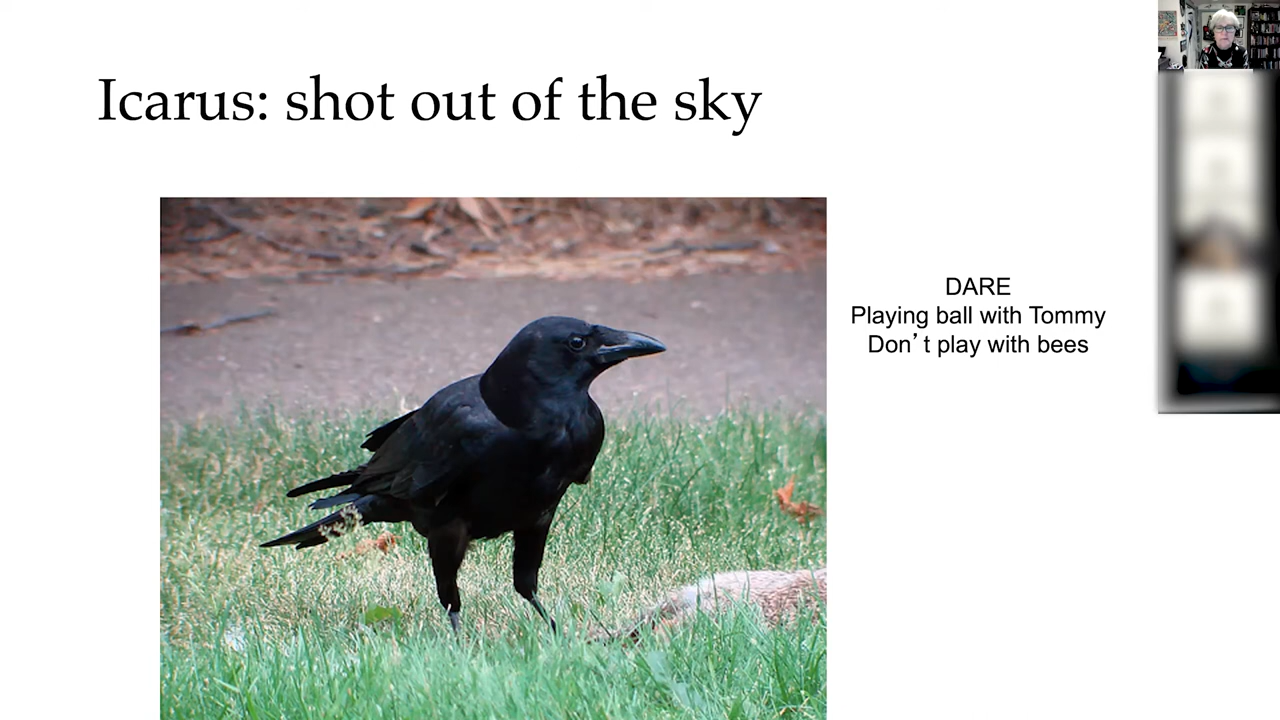 Icarus: shot out of the sky
DARE
Playing ball with Tommy
Don’t play with bees